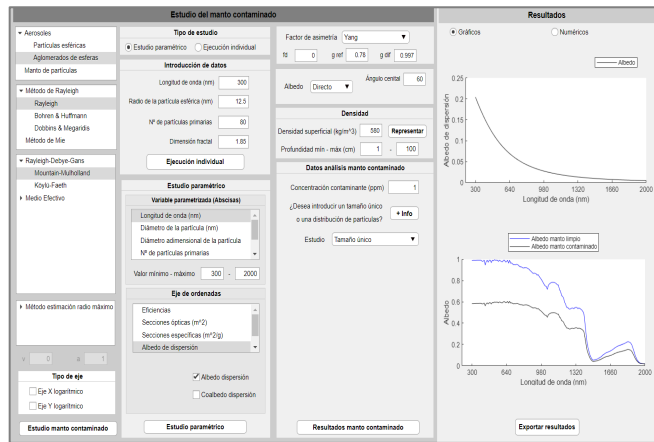 Estudio del manto contaminado
Resultados
Aerosoles
Partículas esféricas
Aglomerados de esferas
Manto de partículas
Método de Rayleigh
Rayleigh
Bohren & Huffmann
Dobbins & Megaridis
Método de Mie
Rayleigh-Debye-Gans
Mountain-Mulholland
Köylü-Faeth
Medio Efectivo
Método estimación radio máximo
v: 0 x: 1
Tipo de eje
Eje X logarítmico
Eje Y logarítmico
Estudio manto contaminado
Tipo de estudio
Estudio paramétrico Ejecución individual
Introducción de datos
Longitud de onda (nm) 300
Radio de la partícula esférica (nm) 12.5
Nº de partículas primarias 80
Dimensión fractal 1.85
Ejecución individual
Estudio paramétrico
Variable parametrizada (Abscisas)
Longitud de onda (nm)
Diámetro de la partícula (nm)
Diámetro adimensional de la partícula
Nº de partículas primarias
Valor mínimo - máximo 300 - 2000
Eje de ordenadas
Eficiencias
Secciones ópticas (m^2)
Secciones específicas (m^2/g)
Albedo de dispersión
Albedo dispersión
Coalbedo dispersión
Estudio paramétrico
Factor de asimetría Yang
fd 0 g ref 0.78 g dif 0.997
Albedo Directo Ángulo cenital 60
Densidad
Densidad superficial (kg/m^3) 560 Representar
Profundidad mín - máx (cm) 1 - 100
Datos análisis manto contaminado
Concentración contaminante (ppm) 1
¿Desea introducir un tamaño único
o una distribución de partículas?
+ Info
Estudio Tamaño único
Resultados manto contaminado
Gráficos Numéricos
Albedo
0.25
0.2
0.15
0.1
0.05
0
Albedo de dispersión
300 640 980 1320 1660 2000
Longitud de onda (nm)
Albedo manto limpio
Albedo manto contaminado
1
0.8
0.6
0.4
0.2
0
Albedo
300 640 980 1320 1660 2000
Longitud de onda (nm)
Exportar resultados